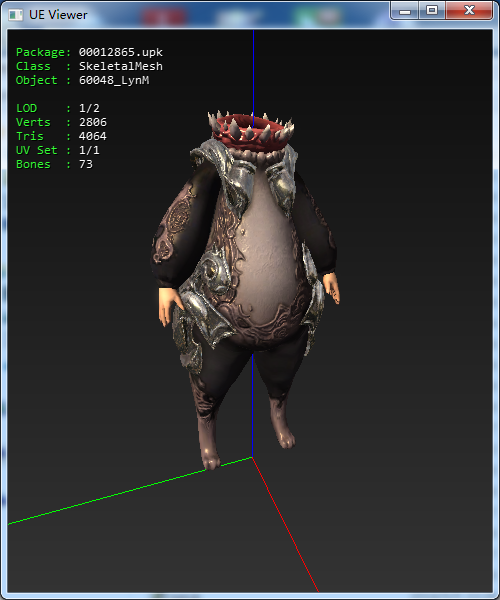 UE Viewer
Package: 00012865.upk
Class  : SkeletalMesh
Object : 60048_LynM
LOD    : 1/2
Verts  : 2806
Tris   : 4064
UV Set : 1/1
Bones  : 73